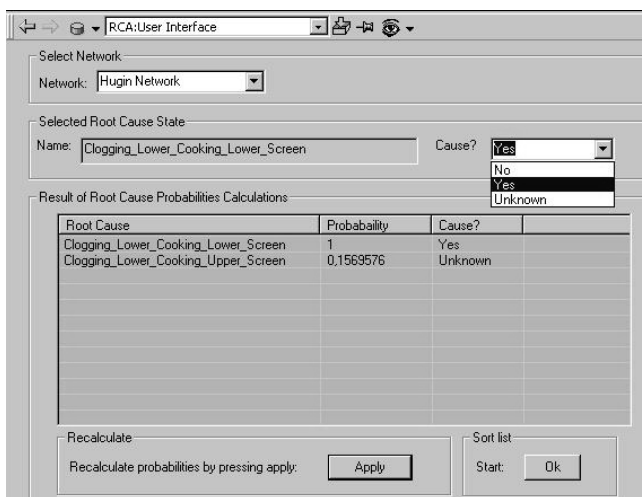 RCA:User Interface
Select Network
Network: Hugin Network
Selected Root Cause State
Name: Clogging_Lower_Cooking_Lower_Screen Cause? Yes
No
Yes
Unknown
Result of Root Cause Probabilities Calculations
Root Cause Probabaility Cause?
Clogging_Lower_Cooking_Lower_Screen 1 Yes
Clogging_Lower_Cooking_Upper_Screen 0,1569576 Unknown
Recalculate
Recalculate probabilities by pressing apply: Apply
Sort list
Start: Ok